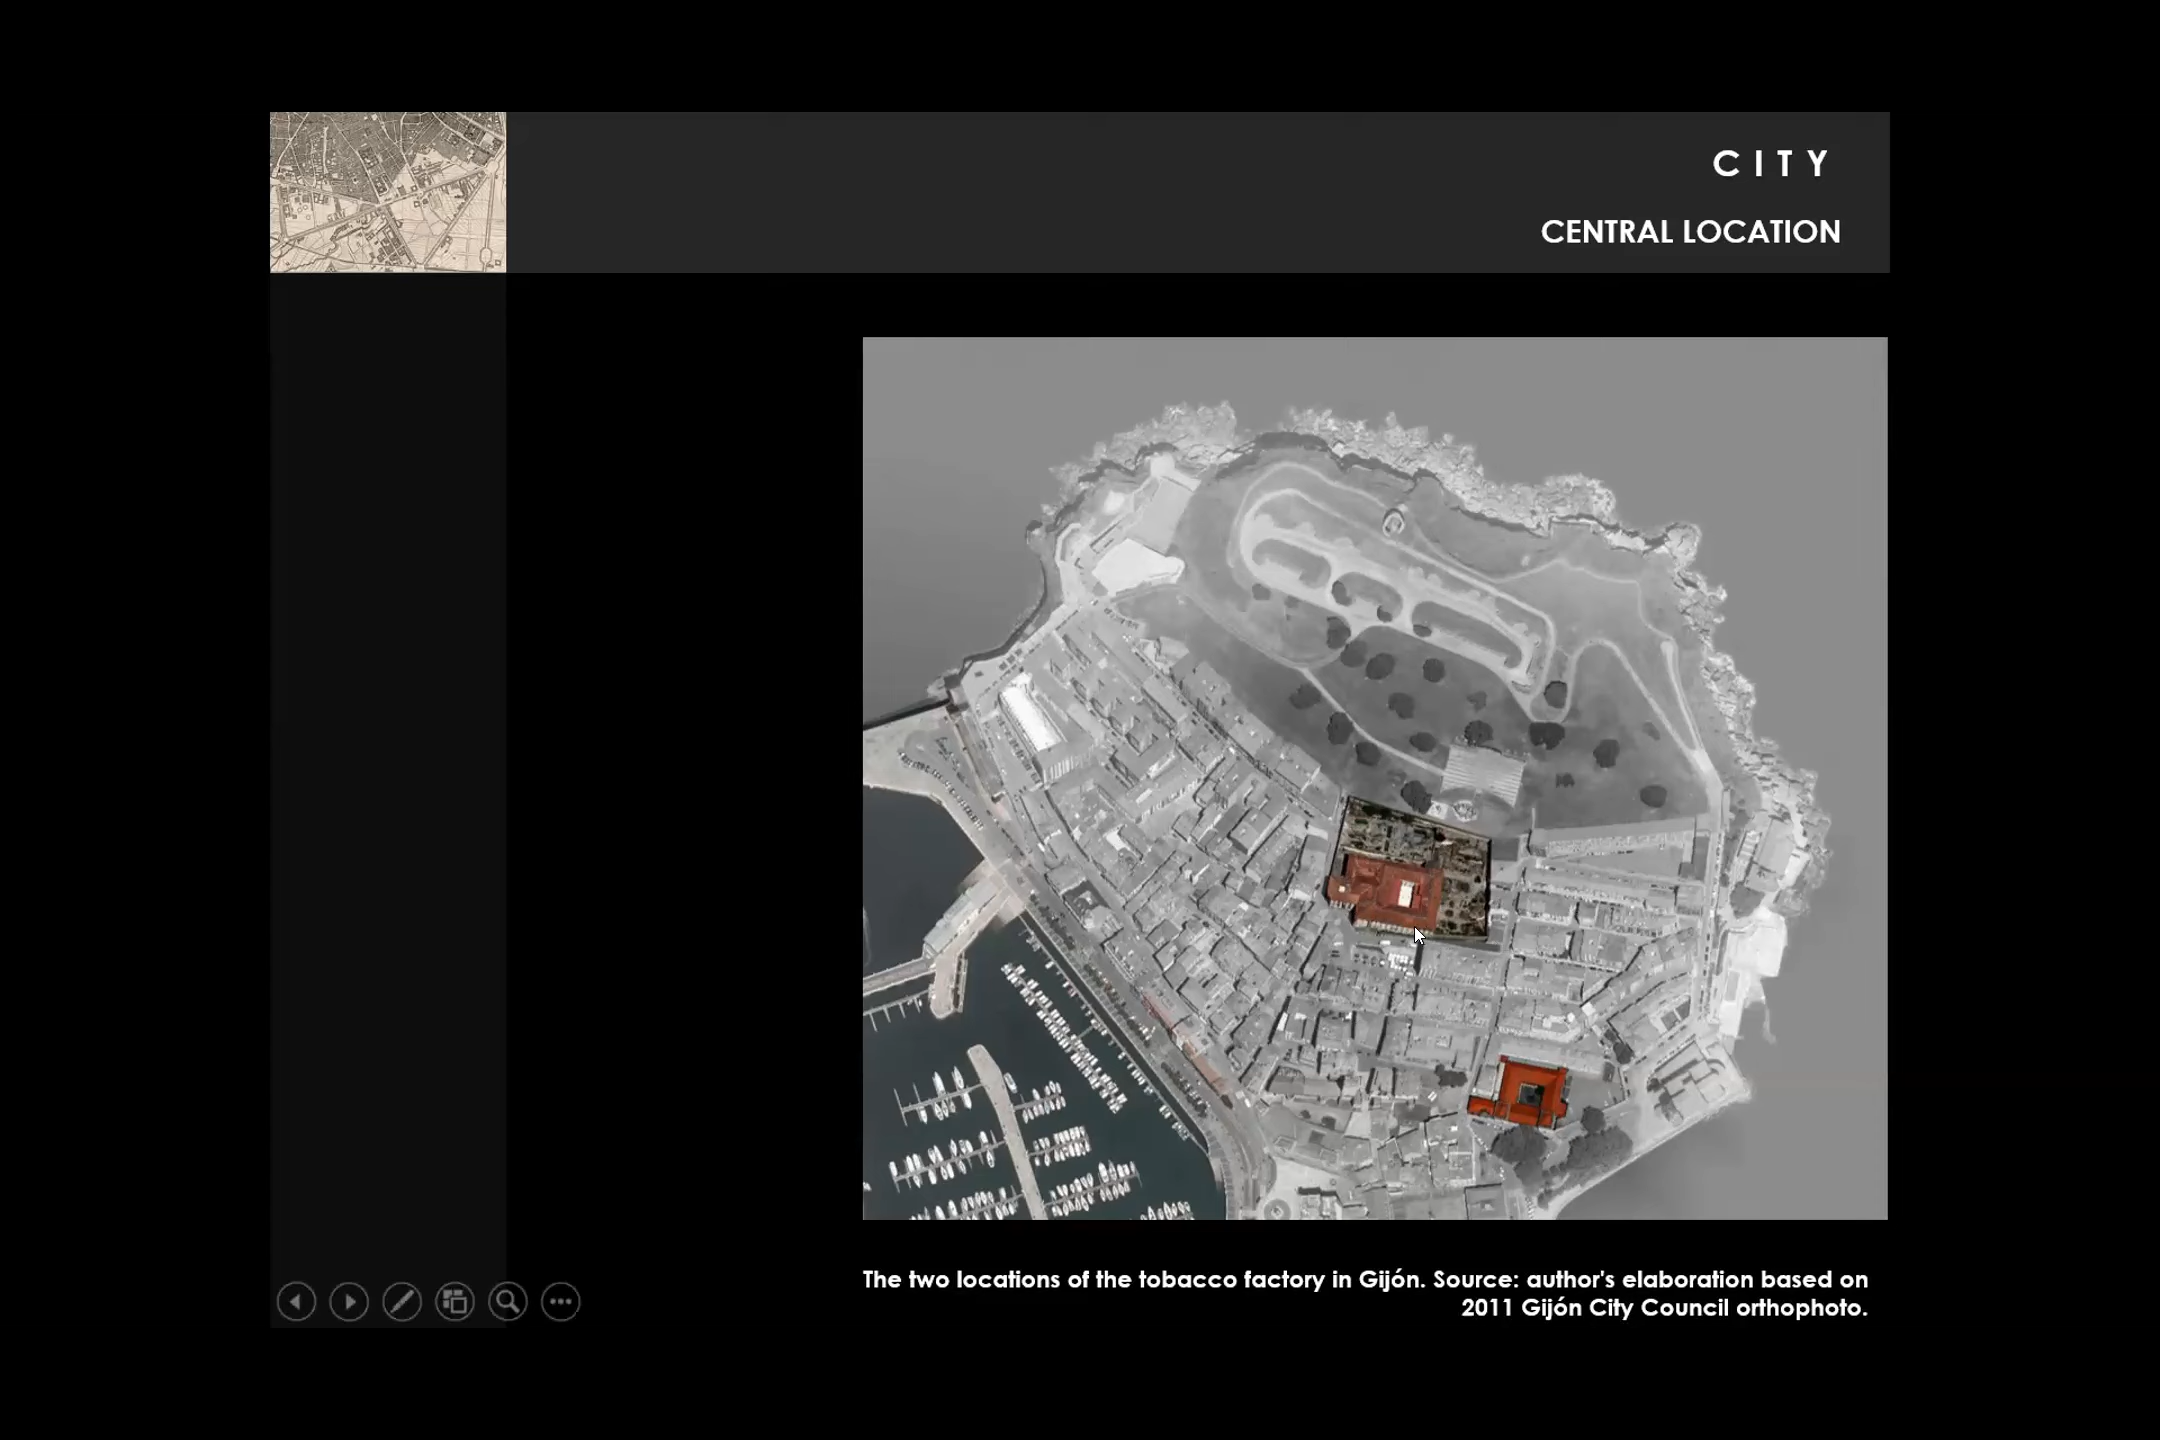 CITY
CENTRAL LOCATION
The two locations of the tobacco factory in Gijón. Source: author's elaboration based on
2011 Gijón City Council orthophoto.